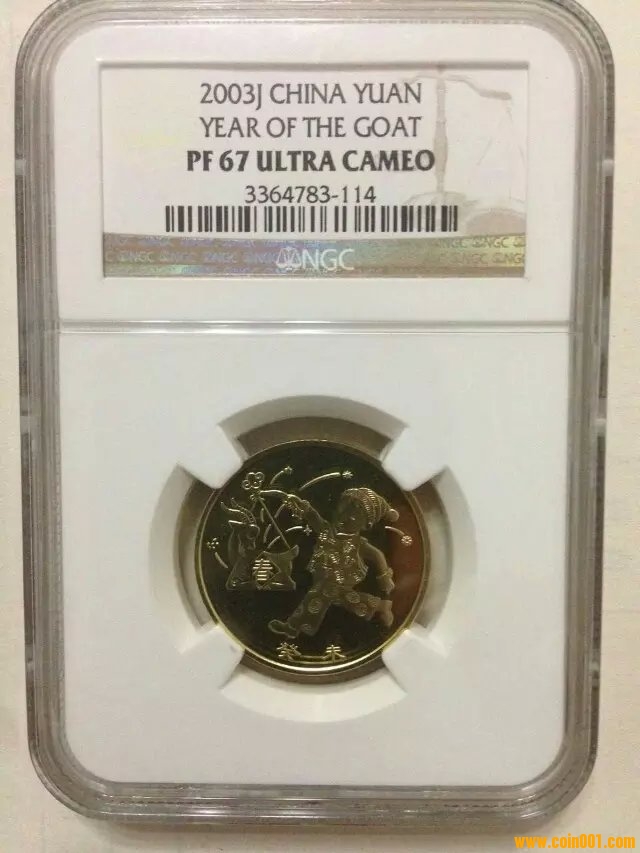 2003J CHINA YUAN
YEAR OF THE GOAT
PF 67 ULTRA CAMEO
3364783-114
NGC
春
癸 未
www.coin001.com